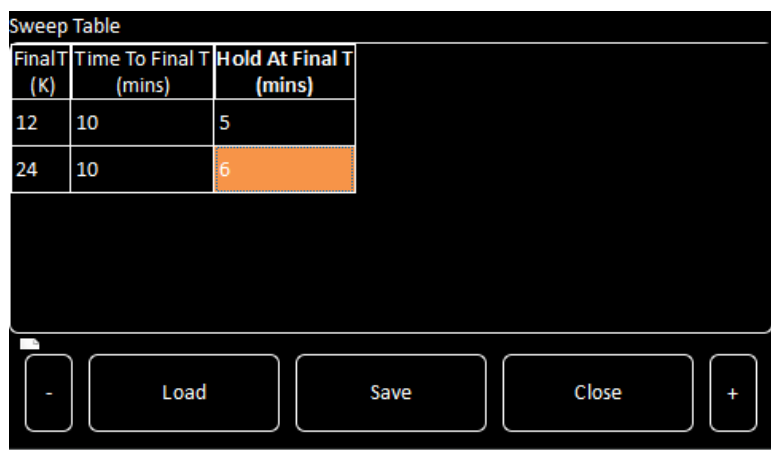 Sweep Table
FinalT Time To Final T Hold At Final T
(K) (mins) (mins)
12 10 5
24 10 6
- Load Save Close +